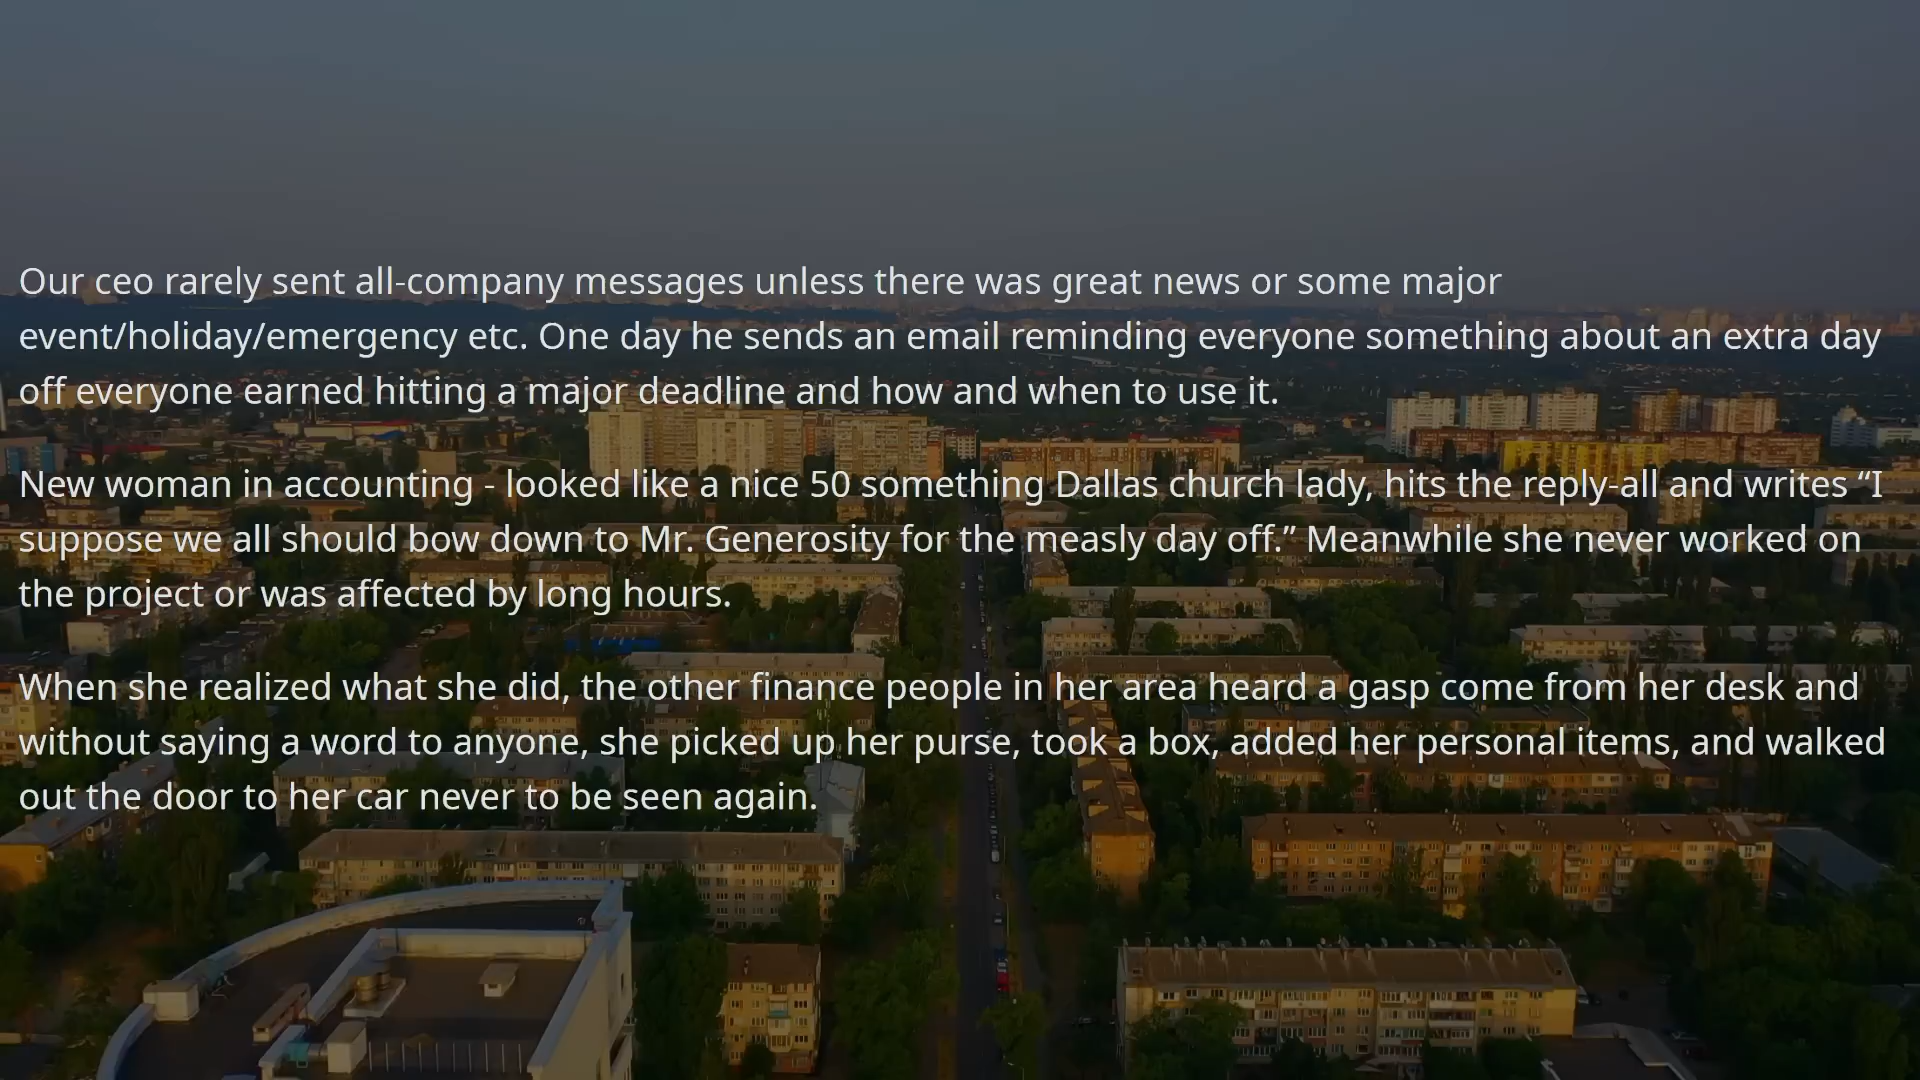 Our ceo rarely sent all-company messages unless there was great news or some major
event/holiday/emergency etc. One day he sends an email reminding everyone something about an extra day
off everyone earned hitting a major deadline and how and when to use it.
New woman in accounting - looked like a nice 50 something Dallas church lady, hits the reply-all and writes “I
suppose we all should bow down to Mr. Generosity for the measly day off.” Meanwhile she never worked on
the project or was affected by long hours.
When she realized what she did, the other finance people in her area heard a gasp come from her desk and
without saying a word to anyone, she picked up her purse, took a box, added her personal items, and walked
out the door to her car never to be seen again.